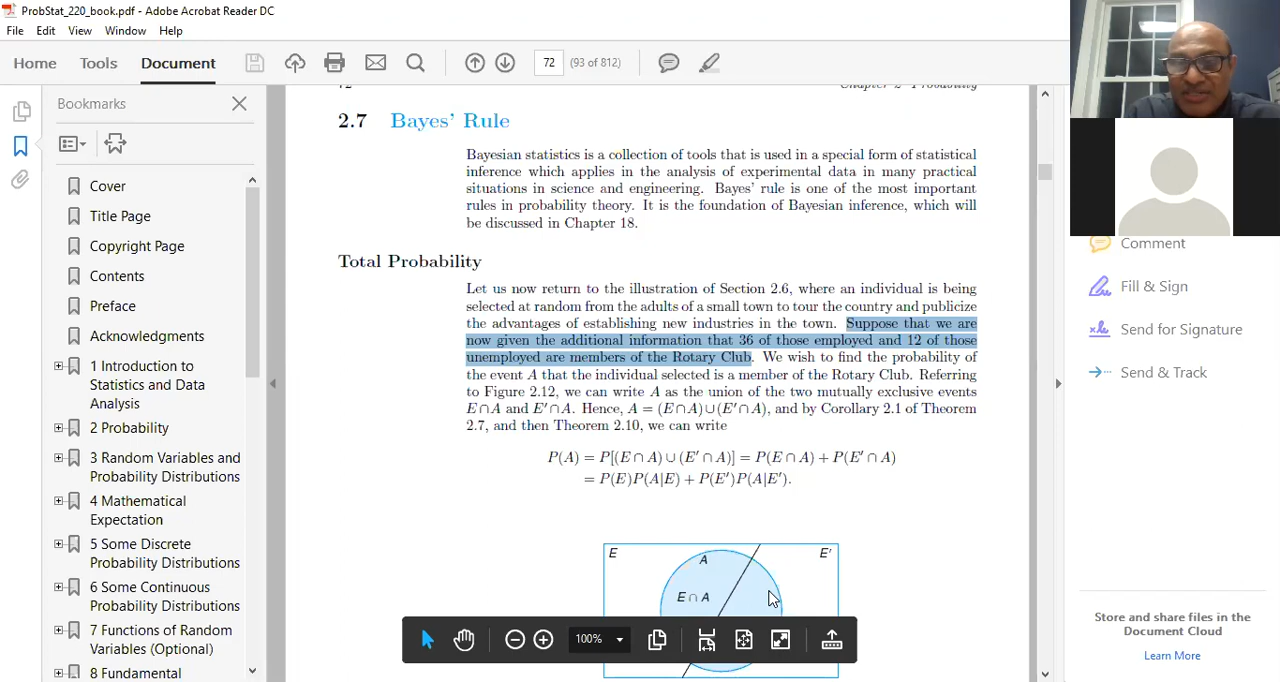 ProbStat_220_book.pdf - Adobe Acrobat Reader DC
File Edit View Window Help
Home Tools Document 72 (93 of 812)
Bookmarks
Cover
Title Page
Copyright Page
Contents
Preface
Acknowledgments
1 Introduction to
Statistics and Data
Analysis
2 Probability
3 Random Variables and
Probability Distributions
4 Mathematical
Expectation
5 Some Discrete
Probability Distributions
6 Some Continuous
Probability Distributions
7 Functions of Random
Variables (Optional)
8 Fundamental
72 Chapter 2 Probability
2.7 Bayes' Rule
Bayesian statistics is a collection of tools that is used in a special form of statistical
inference which applies in the analysis of experimental data in many practical
situations in science and engineering. Bayes' rule is one of the most important
rules in probability theory. It is the foundation of Bayesian inference, which will
be discussed in Chapter 18.
Total Probability
Let us now return to the illustration of Section 2.6, where an individual is being
selected at random from the adults of a small town to tour the country and publicize
the advantages of establishing new industries in the town. Suppose that we are
now given the additional information that 36 of those employed and 12 of those
unemployed are members of the Rotary Club. We wish to find the probability of
the event A that the individual selected is a member of the Rotary Club. Referring
to Figure 2.12, we can write A as the union of the two mutually exclusive events
E∩A and E′∩A. Hence, A = (E∩A)∪(E′∩A), and by Corollary 2.1 of Theorem
2.7, and then Theorem 2.10, we can write
P(A) = P[(E ∩ A) ∪ (E′ ∩ A)] = P(E ∩ A) + P(E′ ∩ A)
= P(E)P(A|E) + P(E′)P(A|E′).
E A E′
E ∩ A
100%
Comment
Fill & Sign
Send for Signature
Send & Track
Store and share files in the
Document Cloud
Learn More